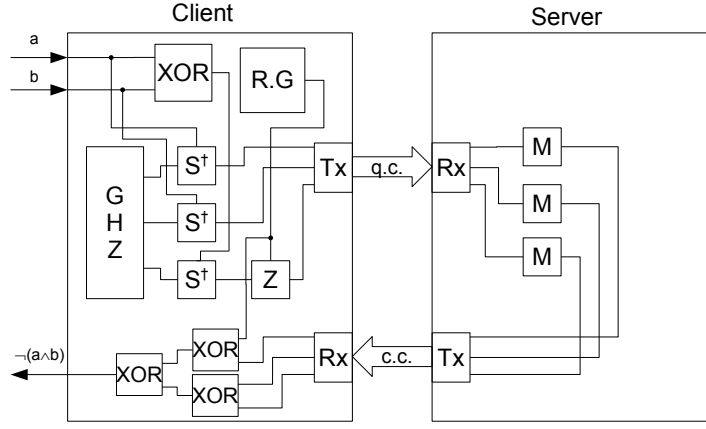 Client
Server
a
b
XOR
R.G
G
H
Z
S†
S†
S†
Z
Tx
q.c.
Rx
M
M
M
¬(a∧b)
XOR
XOR
XOR
Rx
c.c.
Tx